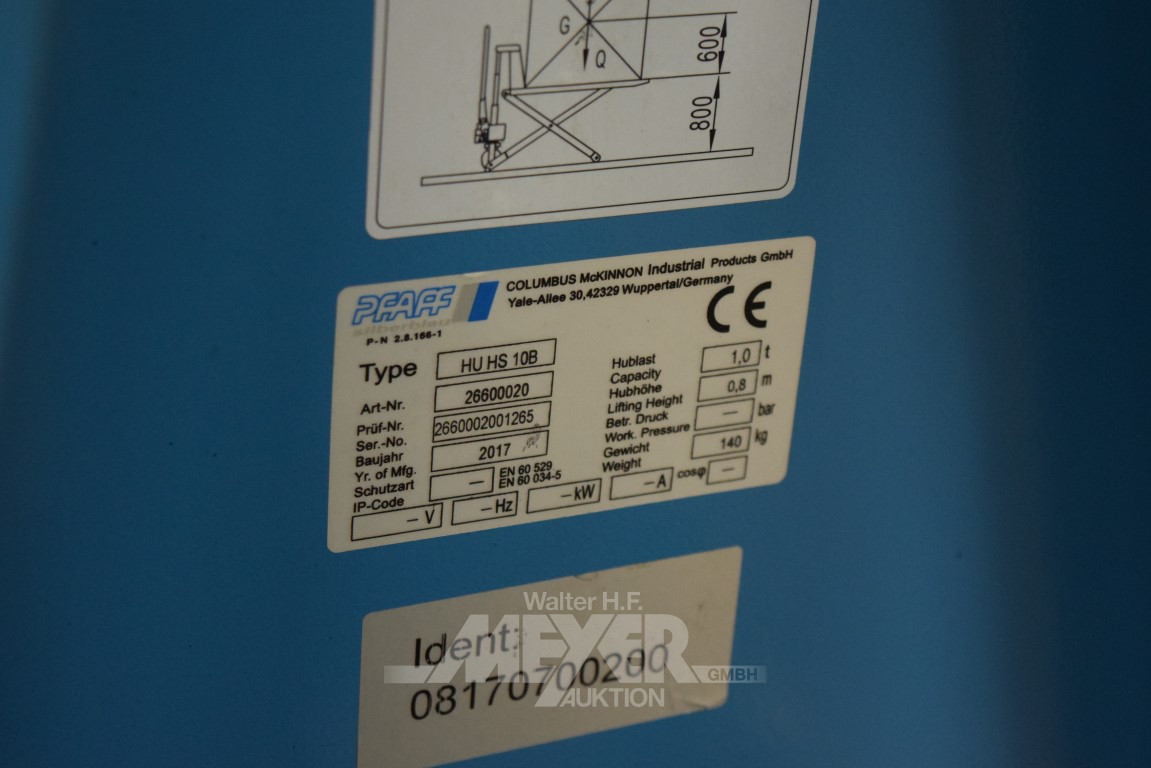 G
Q
600
800
PFAFF
silberblau
P-N 2.8.166-1
COLUMBUS McKINNON Industrial Products GmbH
Yale-Allee 30,42329 Wuppertal/Germany
CE
Type HU HS 10B
Art-Nr. 26600020
Prüf-Nr. 2660002001265
Ser.-No.
Baujahr 2017
Yr. of Mfg.
Schutzart – EN 60 529
IP-Code EN 60 034-5
– V – Hz – kW – A cosφ –
Hublast 1,0 t
Capacity
Hubhöhe 0,8 m
Lifting Height
Betr. Druck – bar
Work. Pressure
Gewicht 140 kg
Weight
Ident:
08170700200
Walter H.F.
MEYER
GMBH
AUKTION